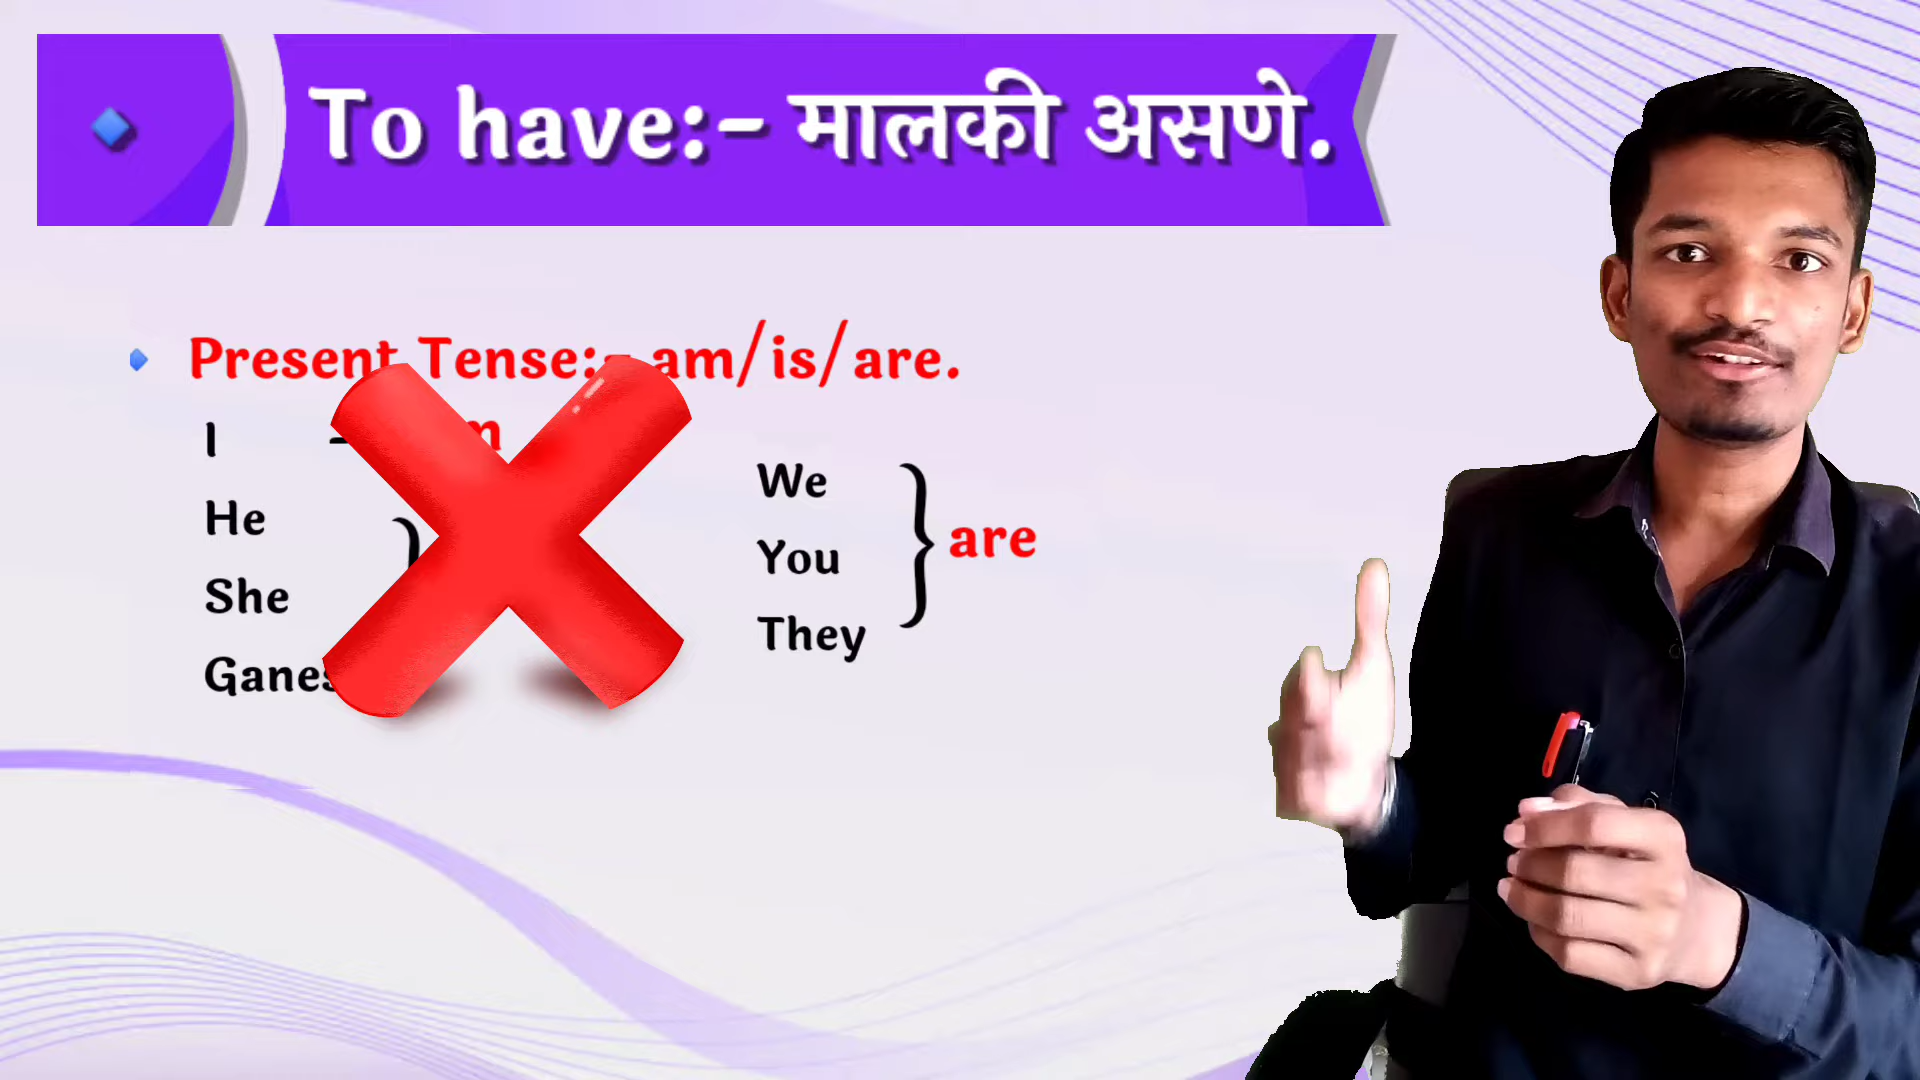 To have:- मालकी असणे.
Present Tense:- am/is/are.
I -
He
She
We
You
They
are